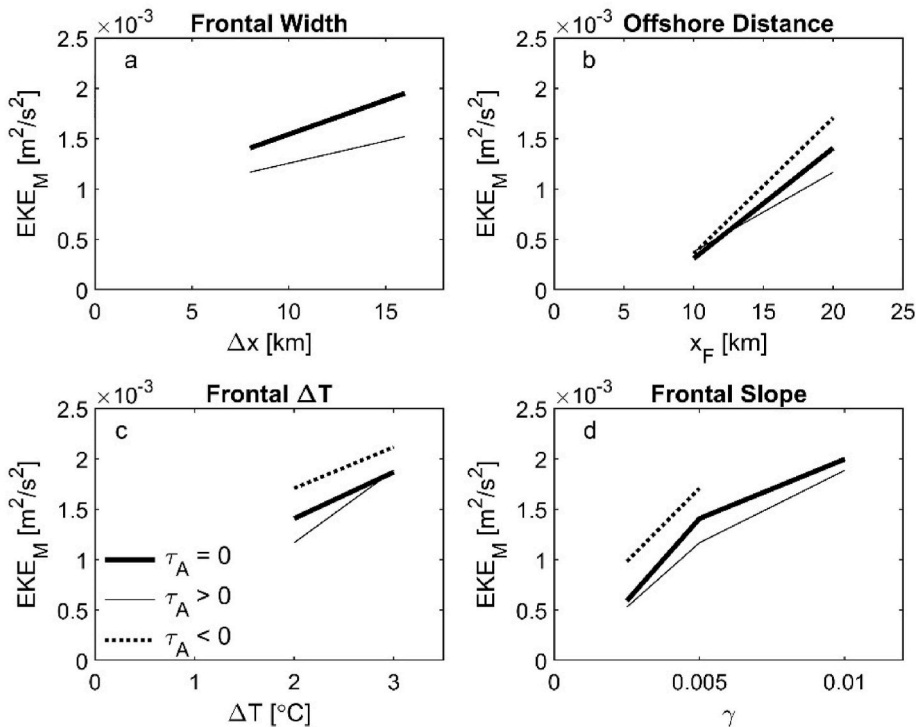 Frontal Width
×10⁻³
a
2.5
2
1.5
1
0.5
0
EKE_M [m²/s²]
0 5 10 15
Δx [km]
Offshore Distance
×10⁻³
b
2.5
2
1.5
1
0.5
0
EKE_M [m²/s²]
0 5 10 15 20 25
x_F [km]
Frontal ΔT
×10⁻³
c
2.5
2
1.5
1
0.5
0
EKE_M [m²/s²]
τ_A = 0
τ_A > 0
τ_A < 0
0 1 2 3
ΔT [°C]
Frontal Slope
×10⁻³
d
2.5
2
1.5
1
0.5
0
EKE_M [m²/s²]
0 0.005 0.01
γ